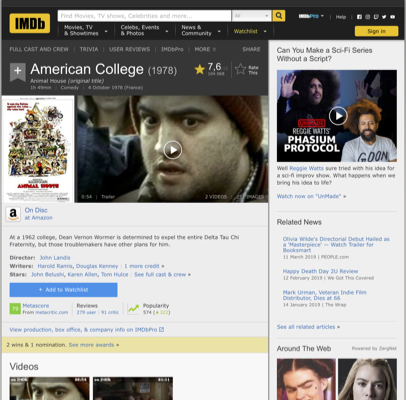 IMDb
Find Movies, TV shows, Celebrities and more...
All
IMDbPro
Help
Movies, TV & Showtimes
Celebs, Events & Photos
News & Community
Watchlist
Sign in
FULL CAST AND CREW | TRIVIA | USER REVIEWS | IMDbPro | MORE
SHARE
American College (1978)
Animal House (original title)
1h 49min | Comedy | 4 October 1978 (France)
7,6
Rate This
ANIMAL HOUSE
0:54 | Trailer
3 VIDEOS
IMAGES
On Disc
at Amazon
At a 1962 college, Dean Vernon Wormer is determined to expel the entire Delta Tau Chi
Fraternity, but those troublemakers have other plans for him.
Director: John Landis
Writers: Harold Ramis, Douglas Kenney | 1 more credit »
Stars: John Belushi, Karen Allen, Tom Hulce | See full cast & crew »
+ Add to Watchlist
Metascore
From metacritic.com
Reviews
279 user | 91 critic
Popularity
574
View production, box office, & company info on IMDbPro
2 wins & 1 nomination. See more awards »
Videos
00:54
03:31
Can You Make a Sci-Fi Series
Without a Script?
REGGIE WATTS'
PHASIUM
PROTOCOL
Well Reggie Watts sure tried with his idea
for a sci-fi improv show. What happens when we
bring his idea to life?
Watch now on "UnMade" »
Related News
Olivia Wilde's Directorial Debut Hailed as
a 'Masterpiece' — Watch Trailer for
Booksmart
11 March 2019 | PEOPLE.com
Happy Death Day 2U Review
12 February 2019 | We Got This Covered
Mark Urman, Veteran Indie Film
Distributor, Dies at 66
14 January 2019 | The Wrap
See all related articles »
Around The Web
Powered by ZergNet